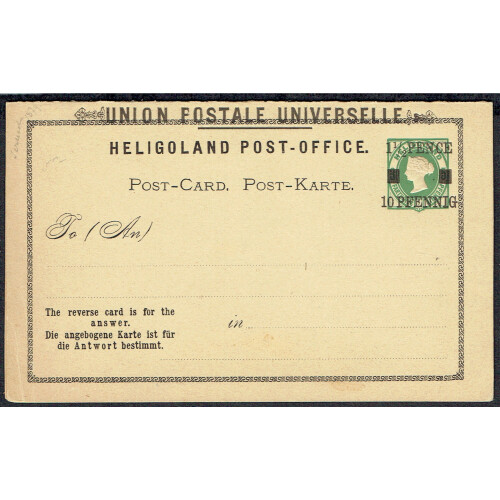 UNION POSTALE UNIVERSELLE.
HELIGOLAND POST-OFFICE.
1¼ PENCE
POST-CARD. POST-KARTE.
10 PFENNIG
To (An)
The reverse card is for the
answer.
Die angebogene Karte ist für
die Antwort bestimmt.
in